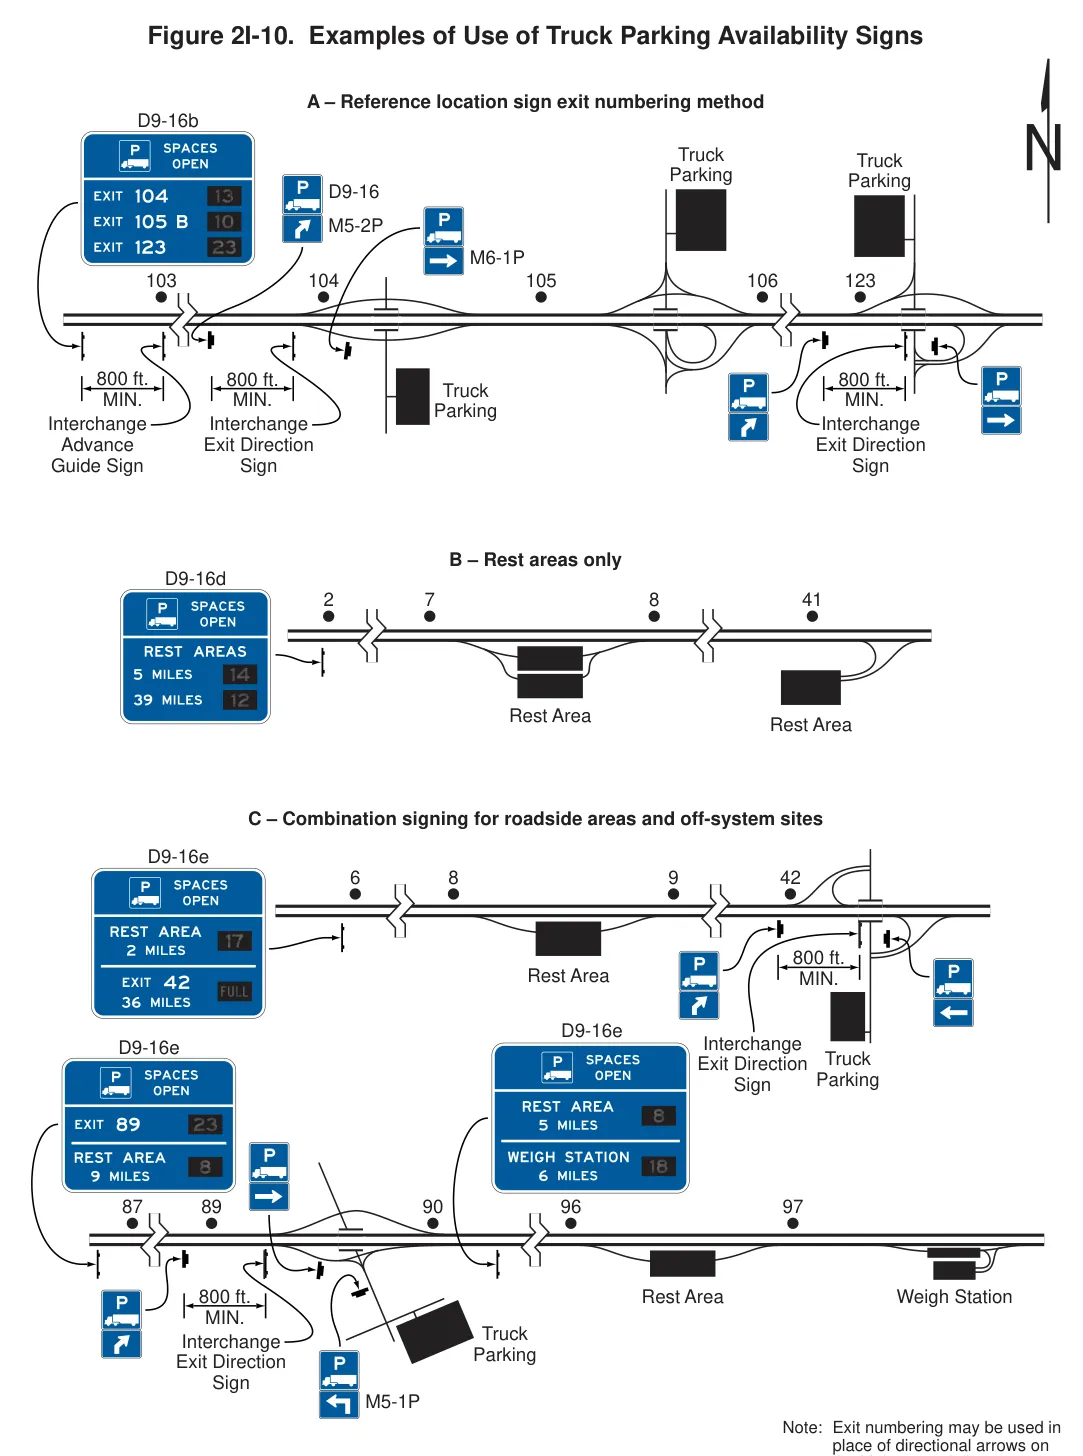 Figure 2I-10.  Examples of Use of Truck Parking Availability Signs
A – Reference location sign exit numbering method
N
D9-16b
P SPACES
OPEN
EXIT 104 13
EXIT 105 B 10
EXIT 123 23
P
D9-16
M5-2P
P
M6-1P
Truck
Parking
Truck
Parking
103
104
105
106
123
800 ft.
MIN.
800 ft.
MIN.
Interchange
Advance
Guide Sign
Interchange
Exit Direction
Sign
Truck
Parking
P
800 ft.
MIN.
Interchange
Exit Direction
Sign
P
B – Rest areas only
D9-16d
P SPACES
OPEN
REST AREAS
5 MILES 14
39 MILES 12
2
7
8
41
Rest Area
Rest Area
C – Combination signing for roadside areas and off-system sites
D9-16e
P SPACES
OPEN
REST AREA
2 MILES
17
EXIT 42
36 MILES
FULL
6
8
9
42
Rest Area
P
800 ft.
MIN.
Interchange
Exit Direction
Sign
Truck
Parking
P
D9-16e
P SPACES
OPEN
EXIT 89 23
REST AREA
9 MILES
8
P
D9-16e
P SPACES
OPEN
REST AREA
5 MILES
8
WEIGH STATION
6 MILES
18
87
89
90
96
97
P
800 ft.
MIN.
Interchange
Exit Direction
Sign
P
M5-1P
Truck
Parking
Rest Area
Weigh Station
Note:  Exit numbering may be used in
place of directional arrows on